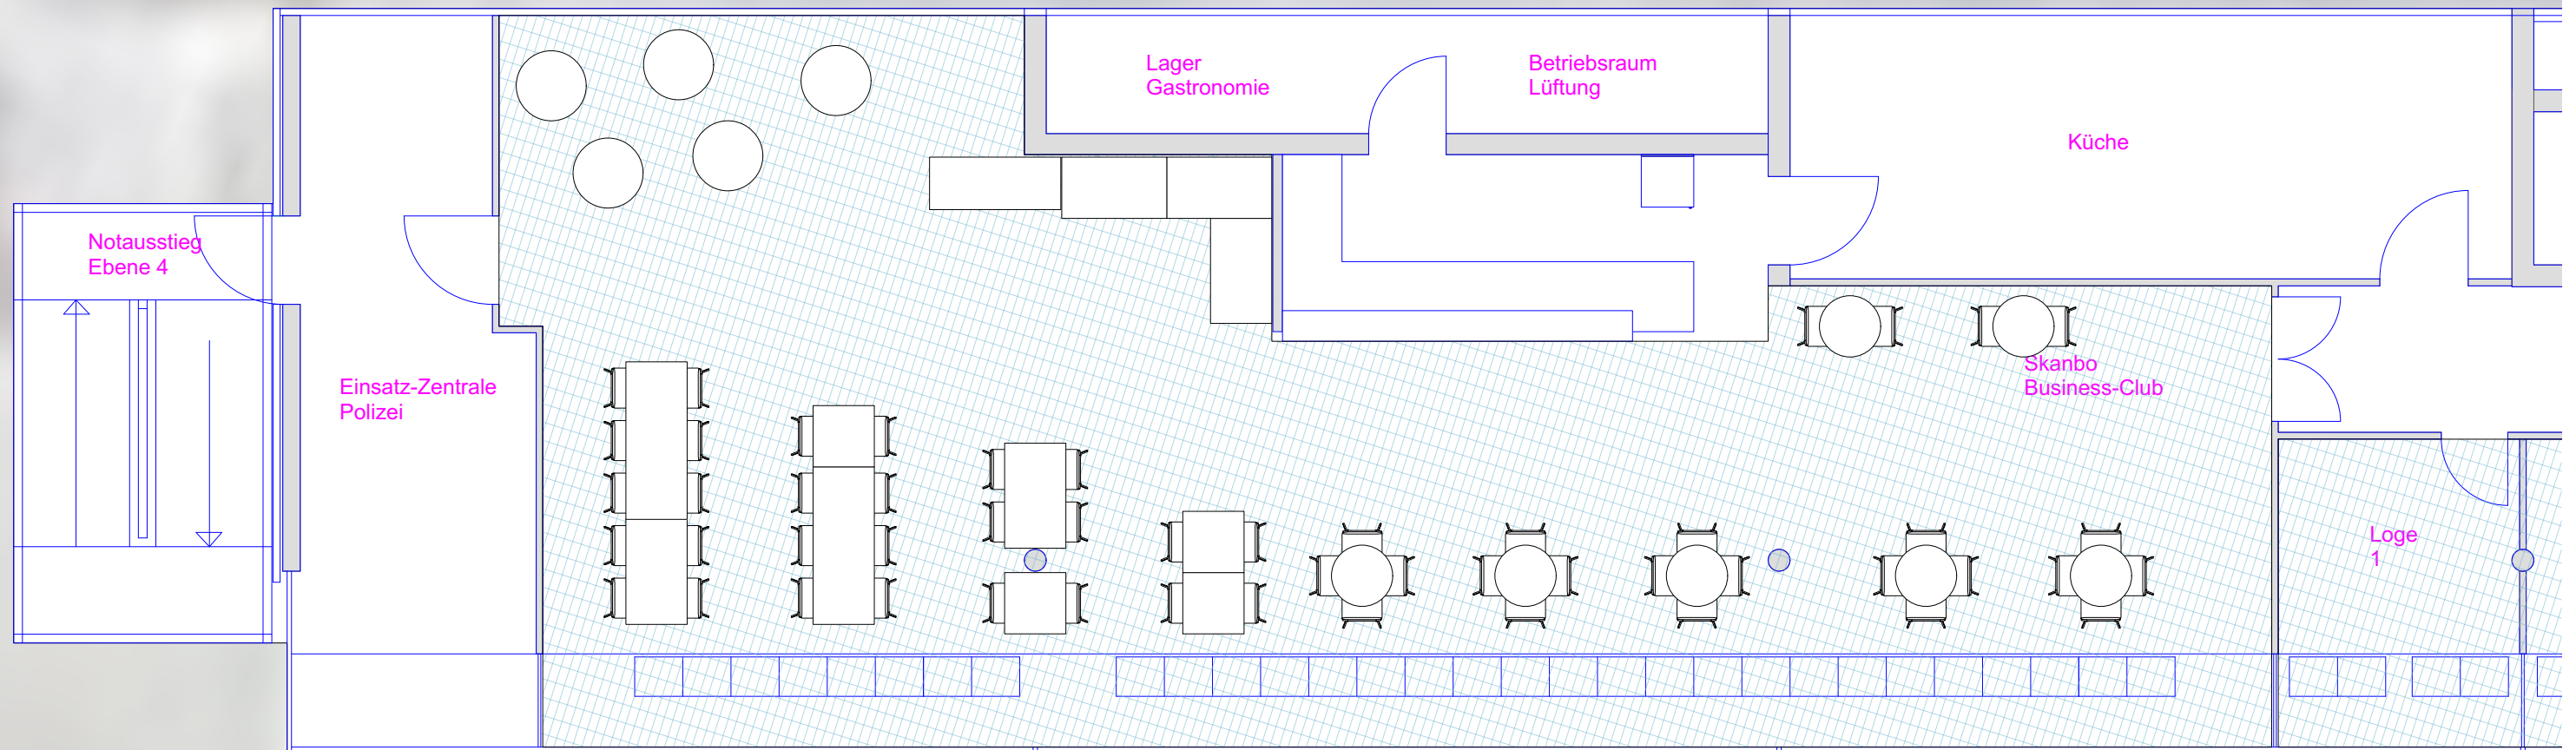 Lager
Gastronomie
Betriebsraum
Lüftung
Küche
Notausstieg
Ebene 4
Einsatz-Zentrale
Polizei
Skanbo
Business-Club
Loge
1